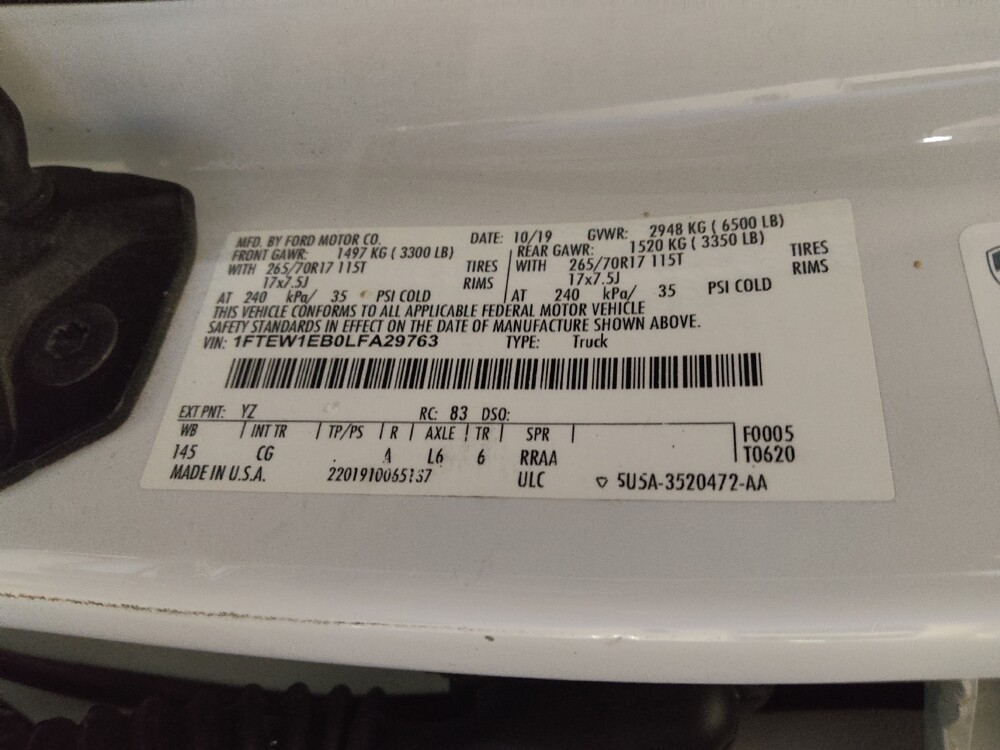 MFD. BY FORD MOTOR CO. DATE: 10/19 GVWR: 2948 KG ( 6500 LB)
FRONT GAWR: 1497 KG ( 3300 LB) REAR GAWR: 1520 KG ( 3350 LB)
WITH 265/70R17 115T TIRES WITH 265/70R17 115T TIRES
17x7.5J RIMS 17x7.5J RIMS
AT 240 kPa/ 35 PSI COLD AT 240 kPa/ 35 PSI COLD
THIS VEHICLE CONFORMS TO ALL APPLICABLE FEDERAL MOTOR VEHICLE
SAFETY STANDARDS IN EFFECT ON THE DATE OF MANUFACTURE SHOWN ABOVE.
VIN: 1FTEW1EB0LFA29763 TYPE: Truck
EXT PNT: YZ RC: 83 DSO:
WB INT TR TP/PS R AXLE TR SPR F0005
145 CG A L6 6 RRAA T0620
MADE IN U.S.A. ULC 5U5A-3520472-AA